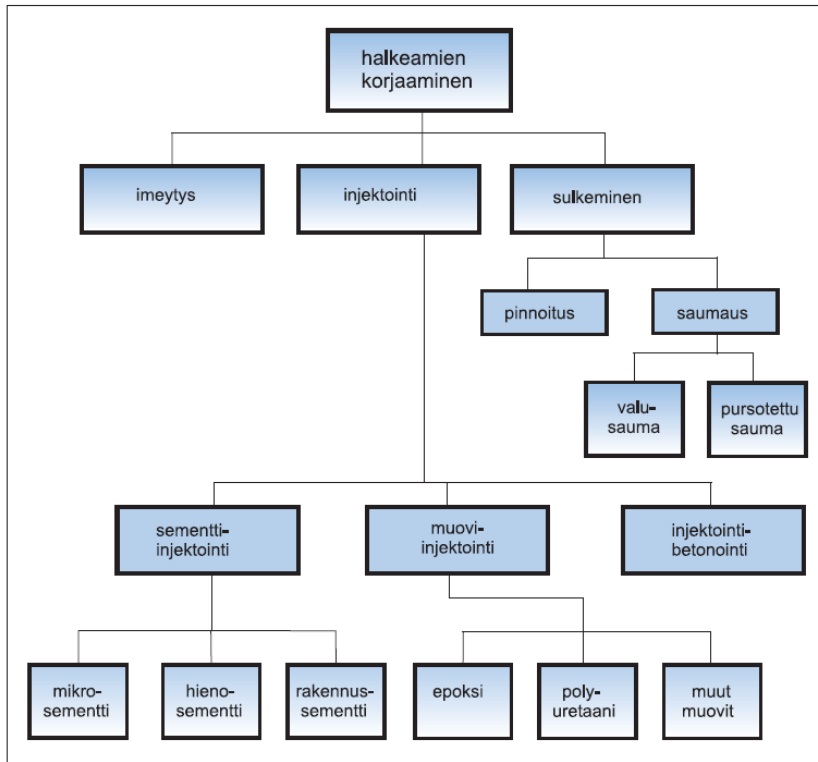 halkeamien
korjaaminen
imeytys
injektointi
sulkeminen
pinnoitus
saumaus
valu-
sauma
pursotettu
sauma
sementti-
injektointi
muovi-
injektointi
injektointi-
betonointi
mikro-
sementti
hieno-
sementti
rakennus-
sementti
epoksi
poly-
uretaani
muut
muovit